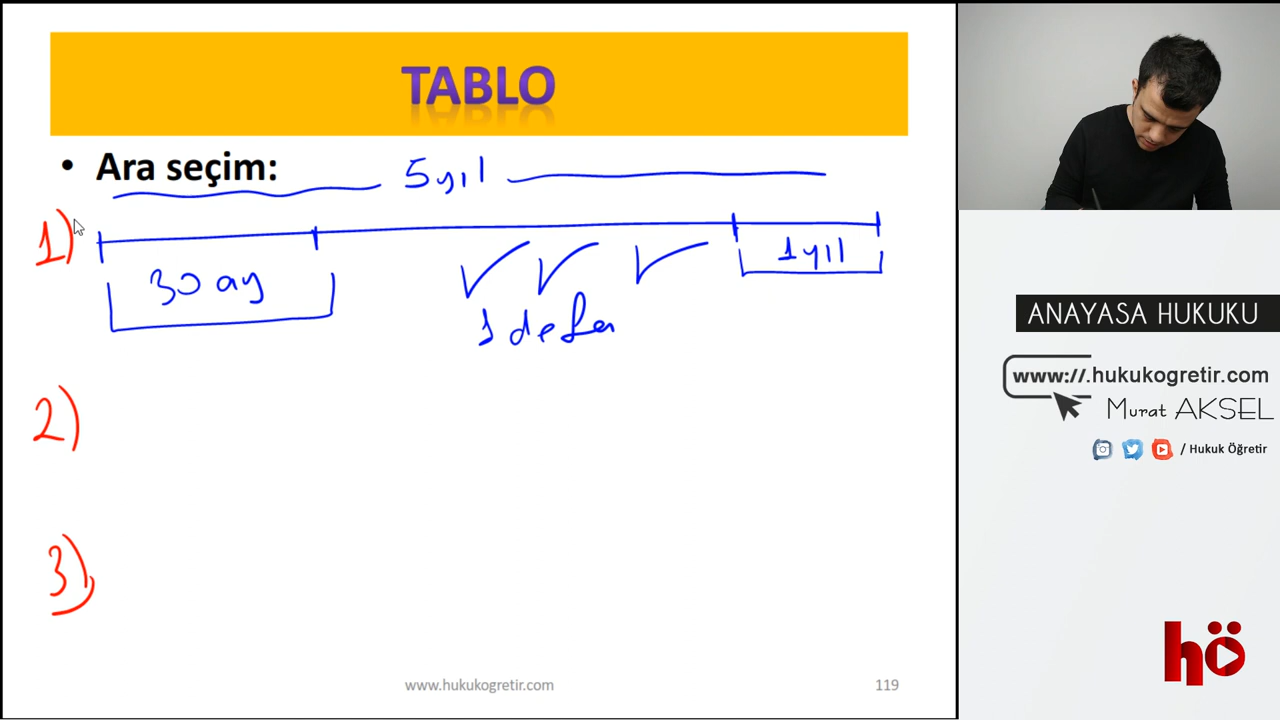 TABLO
• Ara seçim:
5 yıl
1)
30 ay
1 yıl
1 defa
2)
3)
www.hukukogretir.com
119
ANAYASA HUKUKU
www://.hukukogretir.com
Murat AKSEL
/ Hukuk Öğretir
hö